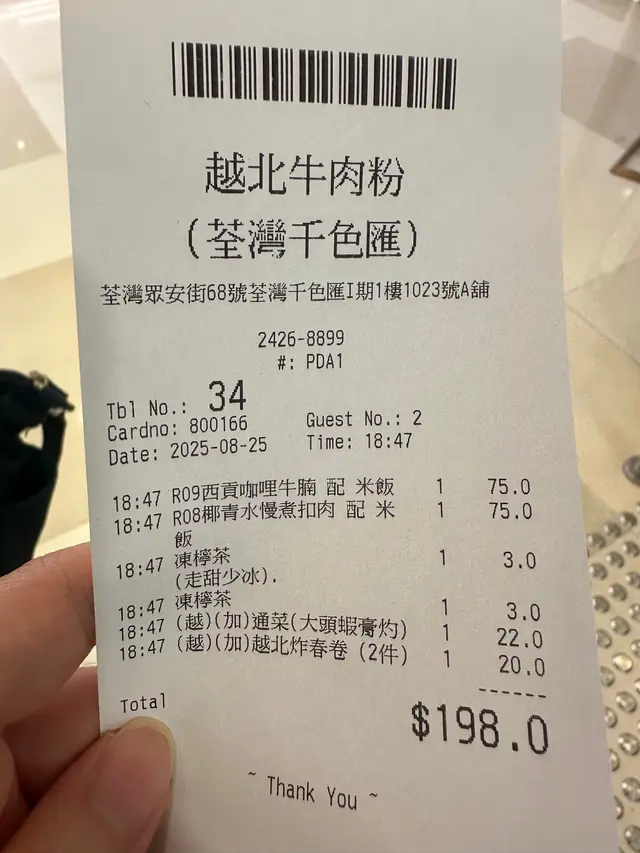 越北牛肉粉
(荃灣千色匯)
荃灣眾安街68號荃灣千色匯I期1樓1023號A舖
2426-8899
#: PDA1
Tbl No.: 34
Cardno: 800166 Guest No.: 2
Date: 2025-08-25 Time: 18:47
18:47 R09西貢咖哩牛腩 配 米飯 1 75.0
18:47 R08椰青水慢煮扣肉 配 米 1 75.0
飯
18:47 凍檸茶 1 3.0
(走甜少冰).
18:47 凍檸茶 1 3.0
18:47 (越)(加)通菜(大頭蝦膏灼) 1 22.0
18:47 (越)(加)越北炸春卷 (2件) 1 20.0
------
Total $198.0
~ Thank You ~